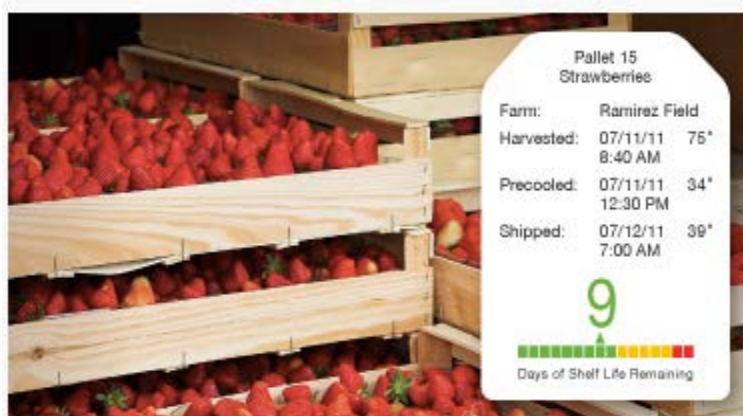 Pallet 15
Strawberries
Farm: Ramirez Field
Harvested: 07/11/11 75°
8:40 AM
Precooled: 07/11/11 34°
12:30 PM
Shipped: 07/12/11 39°
7:00 AM
9
Days of Shelf Life Remaining